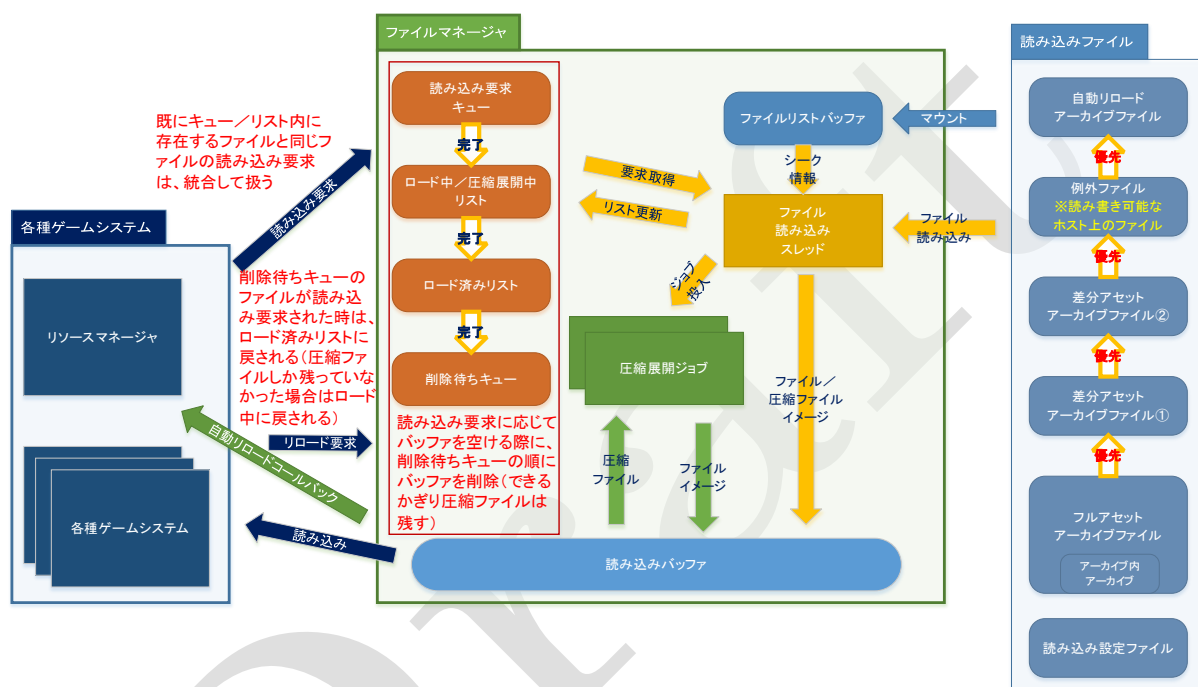 ファイルマネージャ
読み込み要求
キュー
完了
ロード中／圧縮展開中
リスト
完了
ロード済みリスト
完了
削除待ちキュー
読み込み要求に応じて
バッファを空ける際に、
削除待ちキューの順に
バッファを削除（できる
かぎり圧縮ファイルは
残す）
既にキュー／リスト内に
存在するファイルと同じフ
ァイルの読み込み要求
は、統合して扱う
読み込み要求
各種ゲームシステム
リソースマネージャ
各種ゲームシステム
削除待ちキューの
ファイルが読み込
み要求された時は、
ロード済みリストに
戻される（圧縮ファ
イルしか残っていな
かった場合はロード
中に戻される）
リロード要求
自動リロードコールバック
読み込み
要求取得
リスト更新
ファイルリストバッファ
マウント
シーク
情報
ファイル
読み込み
スレッド
ファイル
読み込み
ジョブ
投入
圧縮展開ジョブ
ファイル／
圧縮ファイル
イメージ
圧縮
ファイル
ファイル
イメージ
読み込みバッファ
読み込みファイル
自動リロード
アーカイブファイル
優先
例外ファイル
※読み書き可能な
ホスト上のファイル
優先
差分アセット
アーカイブファイル②
優先
差分アセット
アーカイブファイル①
優先
フルアセット
アーカイブファイル
アーカイブ内
アーカイブ
読み込み設定ファイル
Draft